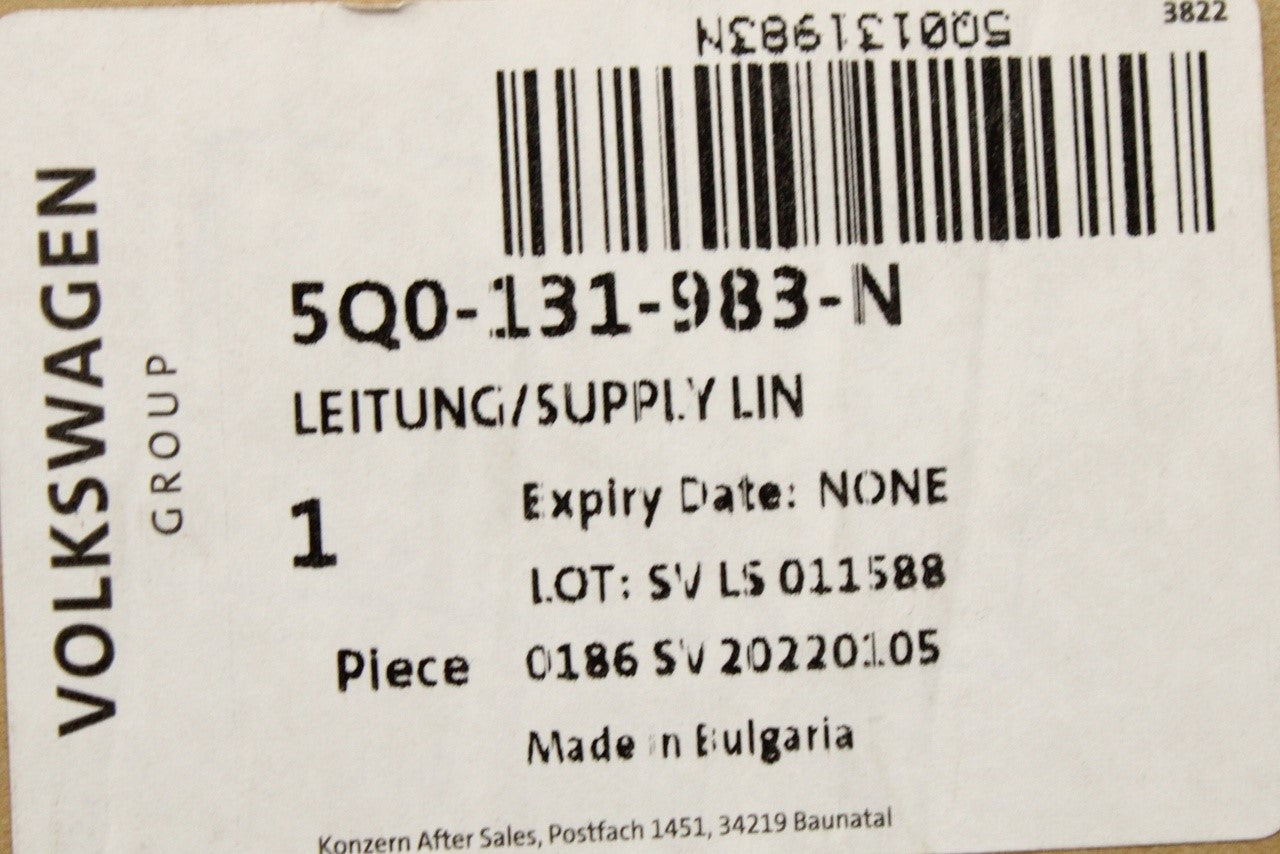 3822
5Q0131983N
VOLKSWAGEN
GROUP
5Q0-131-983-N
LEITUNG/SUPPLY LIN
1
Expiry Date: NONE
LOT: SV LS 011588
Piece
0186 SV 20220105
Made in Bulgaria
Konzern After Sales, Postfach 1451, 34219 Baunatal